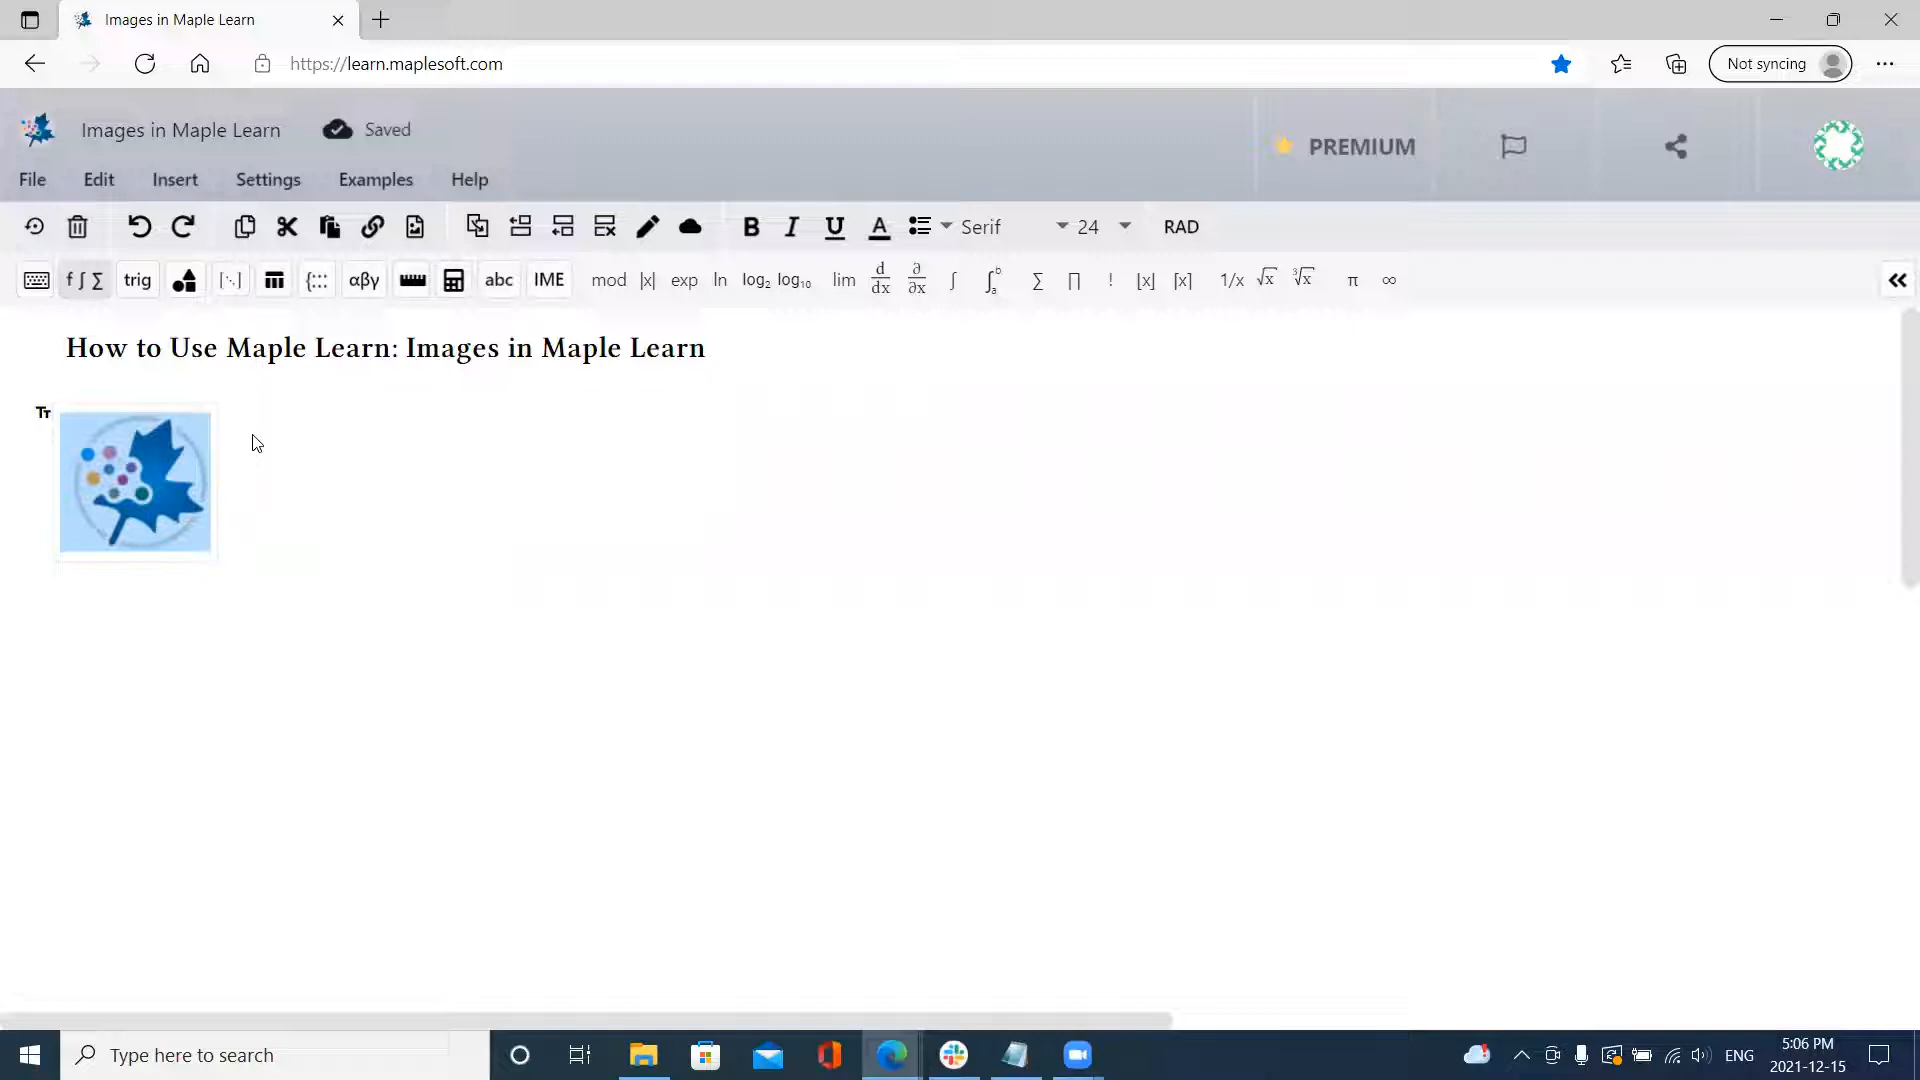 Images in Maple Learn
https://learn.maplesoft.com
Not syncing
Images in Maple Learn
Saved
PREMIUM
File Edit Insert Settings Examples Help
B I U A Serif 24 RAD
f ∫ ∑ trig αβγ abc IME mod |x| exp ln log₂ log₁₀ lim d/dx ∂/∂x ∫ ∫ₐᵇ ∑ ∏ ! ⌊x⌋ ⌈x⌉ 1/x √x ∛x π ∞
How to Use Maple Learn: Images in Maple Learn
TT
Type here to search
ENG
5:06 PM
2021-12-15